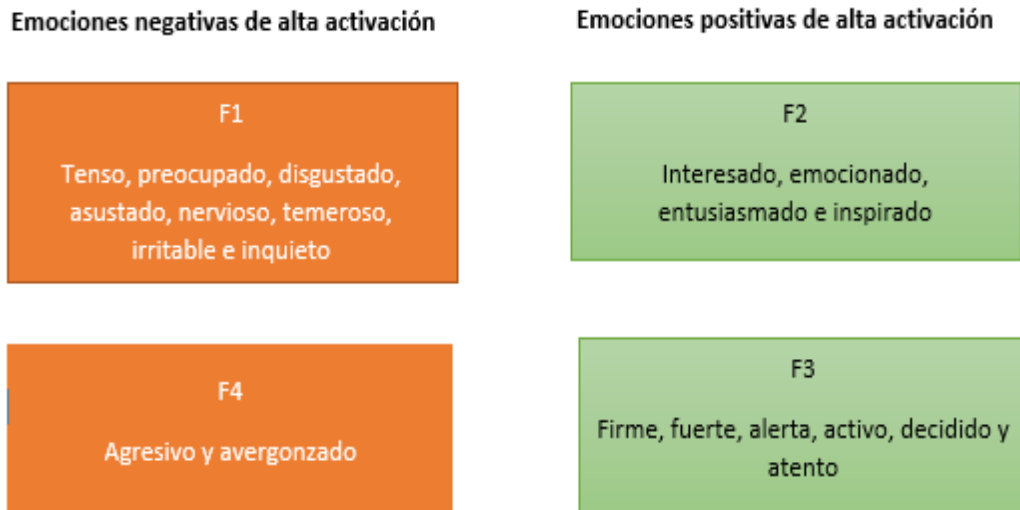 Emociones negativas de alta activación
Emociones positivas de alta activación
F1
Tenso, preocupado, disgustado,
asustado, nervioso, temeroso,
irritable e inquieto
F2
Interesado, emocionado,
entusiasmado e inspirado
F4
Agresivo y avergonzado
F3
Firme, fuerte, alerta, activo, decidido y
atento